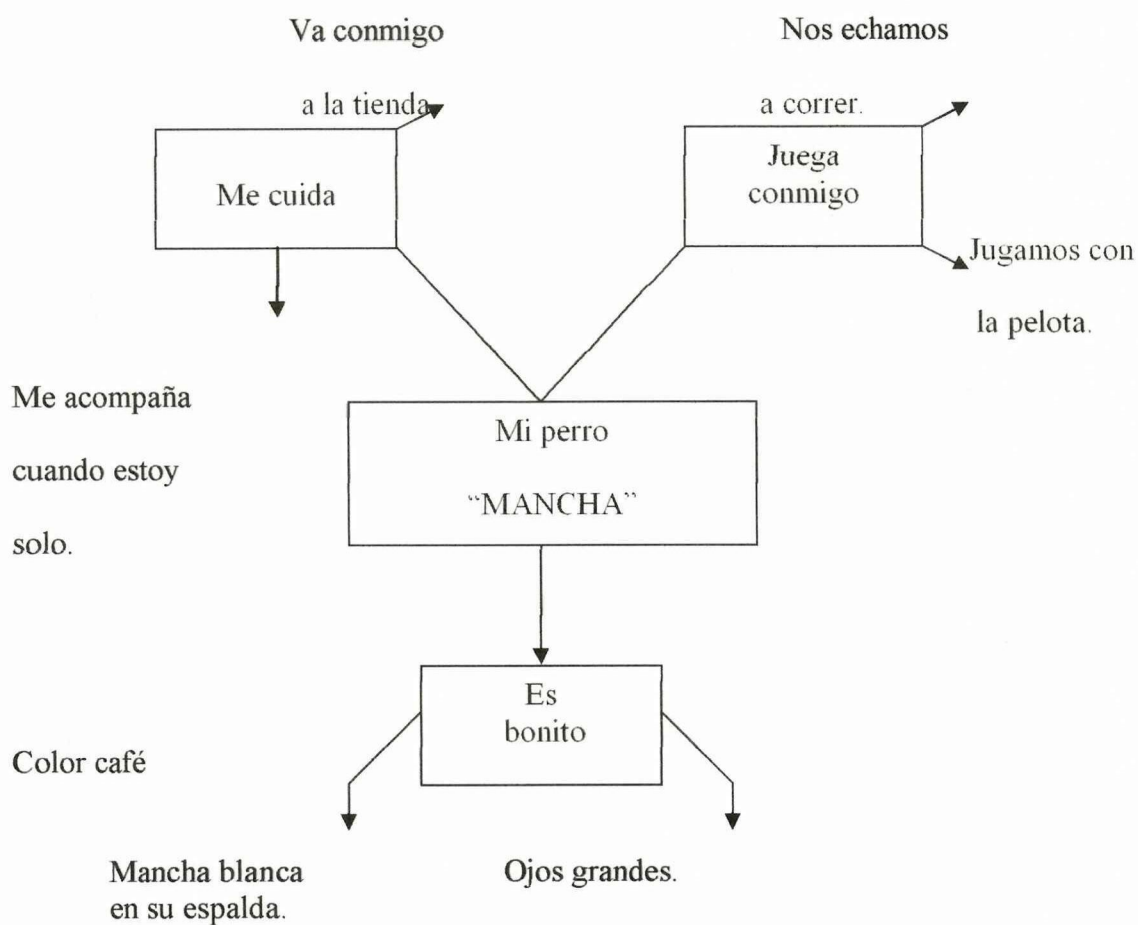 Va conmigo
a la tienda
Nos echamos
a correr.
Me cuida
Juega
conmigo
Jugamos con
la pelota.
Me acompaña
cuando estoy
solo.
Mi perro
“MANCHA”
Es
bonito
Color café
Mancha blanca
en su espalda.
Ojos grandes.